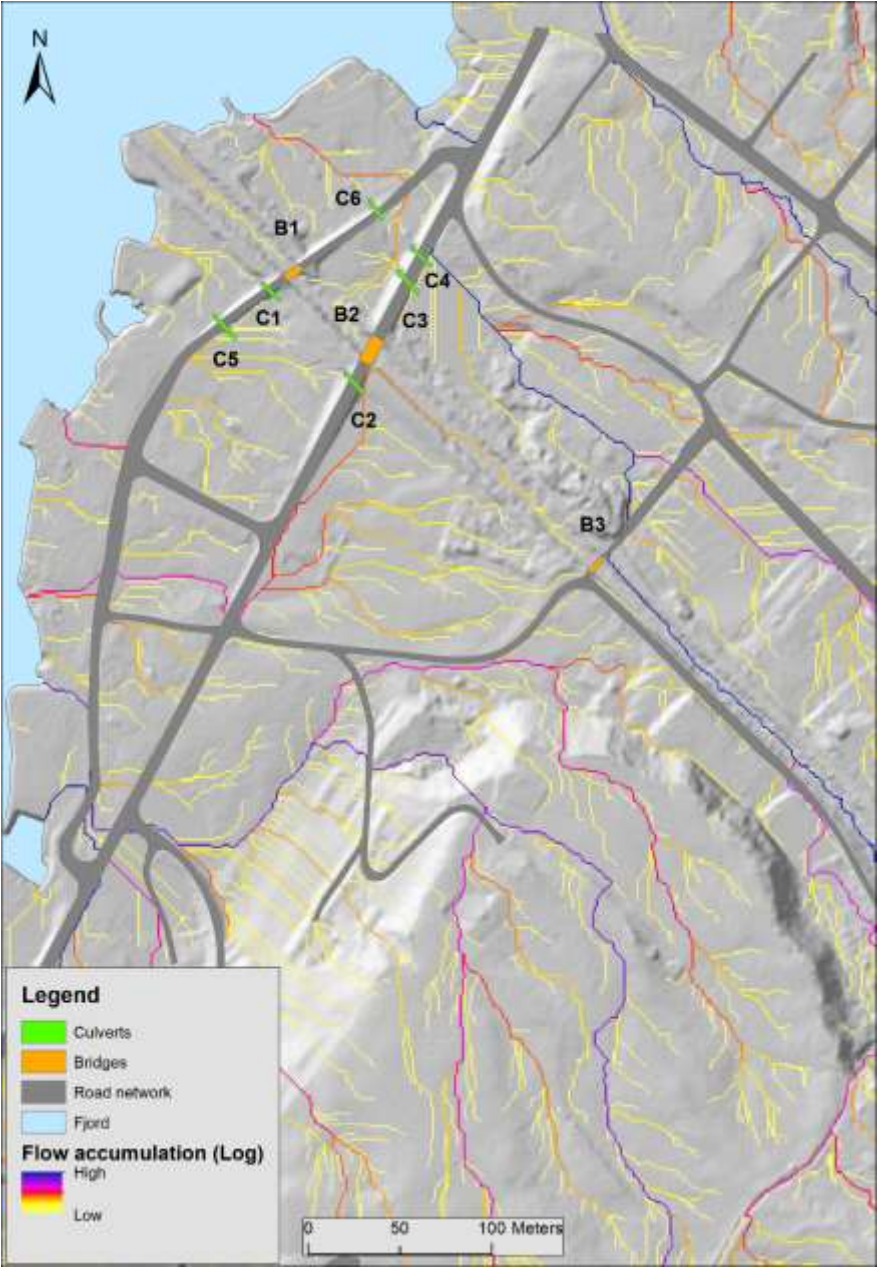 N
C6
B1
C4
C1
B2
C3
C5
C2
B3
Legend
Culverts
Bridges
Road network
Fjord
Flow accumulation (Log)
High
Low
0 50 100 Meters